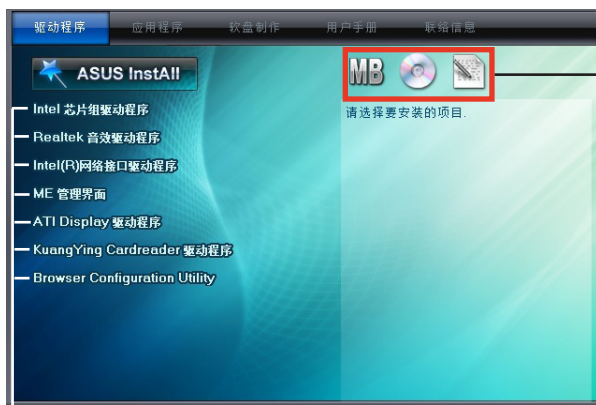 驱动程序 应用程序 软盘制作 用户手册 联络信息
ASUS InstAll
MB
Intel 芯片组驱动程序
请选择要安装的项目.
Realtek 音效驱动程序
Intel(R)网络接口驱动程序
ME 管理界面
ATI Display 驱动程序
KuangYing Cardreader 驱动程序
Browser Configuration Utility